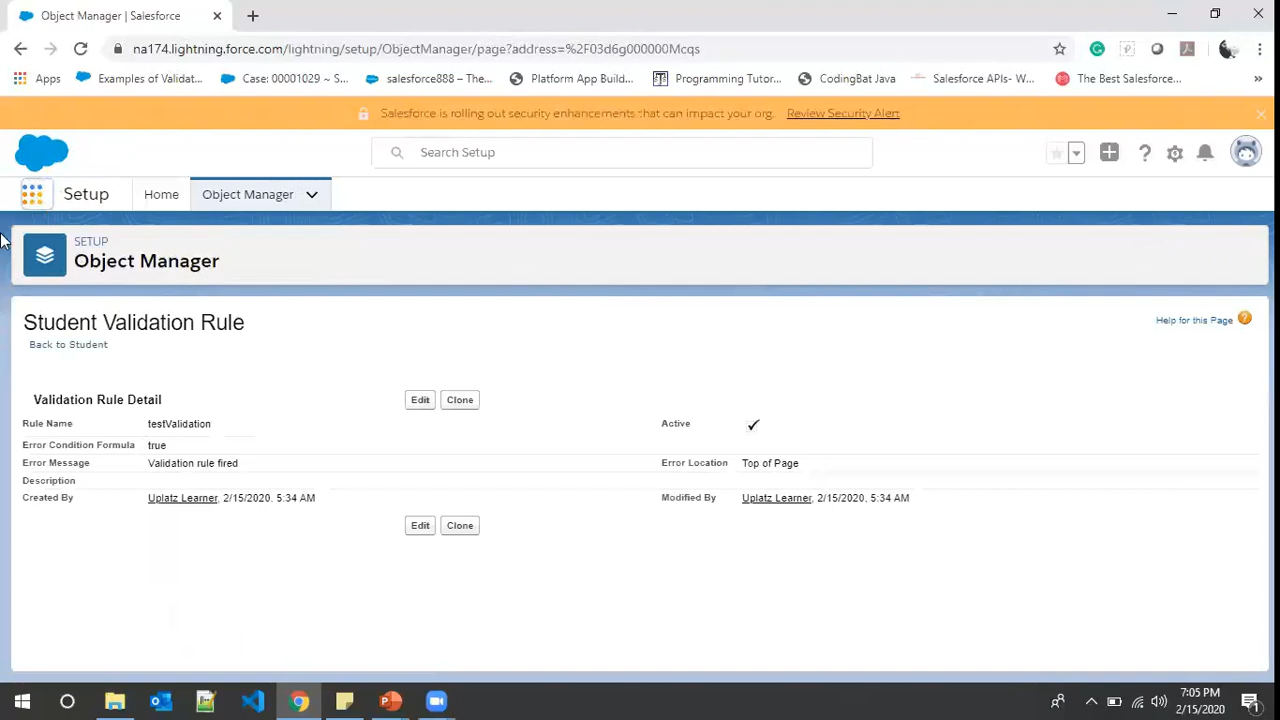 Object Manager | Salesforce
na174.lightning.force.com/lightning/setup/ObjectManager/page?address=%2F03d6g000000Mcqs
Apps Examples of Validat... Case: 00001029 ~ S... salesforce888 – The... Platform App Build... Programming Tutor... CodingBat Java Salesforce APIs- W... The Best Salesforce...
Salesforce is rolling out security enhancements that can impact your org. Review Security Alert
Search Setup
Setup Home Object Manager
SETUP
Object Manager
Student Validation Rule
Help for this Page
Back to Student
Validation Rule Detail Edit Clone
Rule Name testValidation Active
Error Condition Formula true
Error Message Validation rule fired Error Location Top of Page
Description
Created By Uplatz Learner, 2/15/2020, 5:34 AM Modified By Uplatz Learner, 2/15/2020, 5:34 AM
Edit Clone
7:05 PM
2/15/2020
1